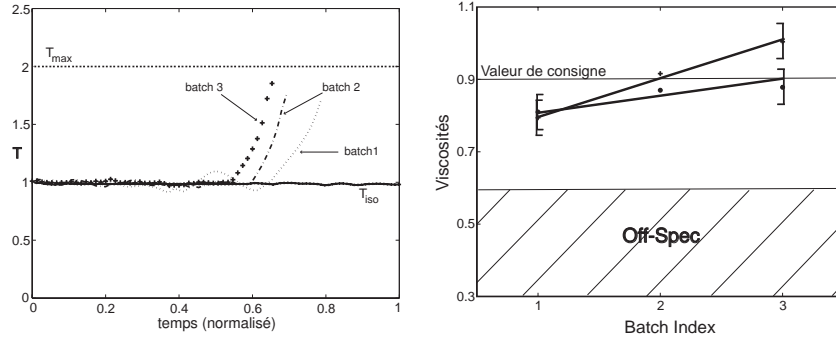 2.5
T max
2
batch 3
batch 2
1.5
T
batch1
1
T iso
0.5
0
0
0.2
0.4
0.6
0.8
1
temps (normalisé)
1.1
Valeur de consigne
0.9
Viscosités
0.7
0.5
Off-Spec
0.3
1
2
3
Batch Index